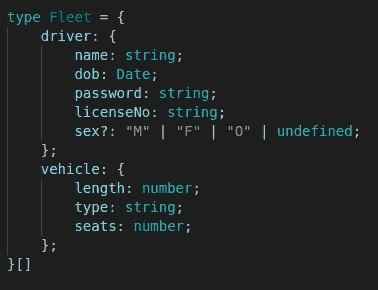 type Fleet = {
    driver: {
        name: string;
        dob: Date;
        password: string;
        licenseNo: string;
        sex?: "M" | "F" | "O" | undefined;
    };
    vehicle: {
        length: number;
        type: string;
        seats: number;
    };
}[]